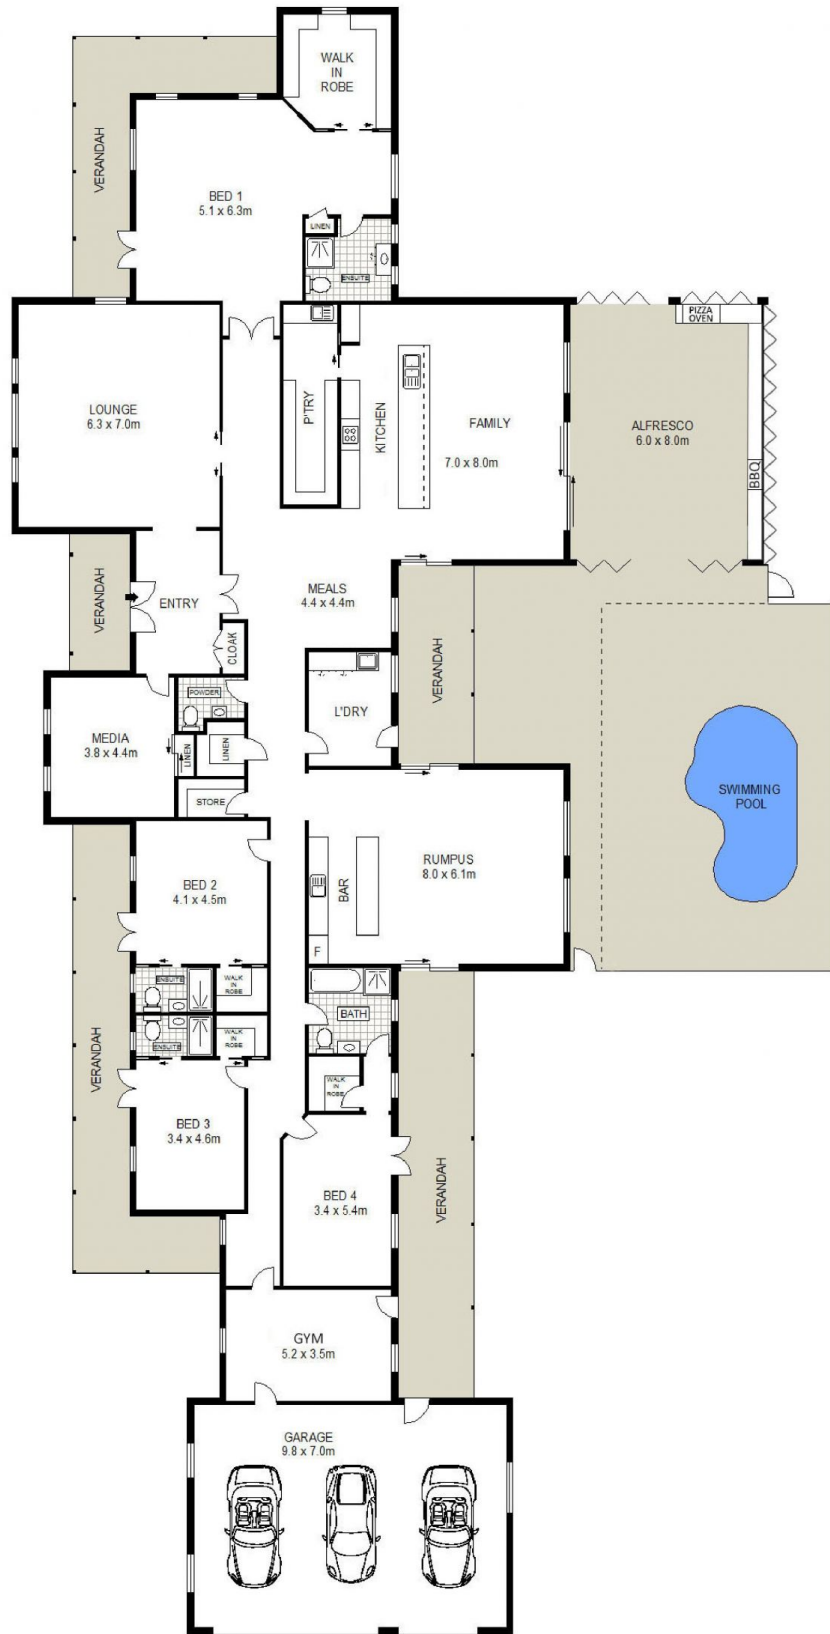 WALK
IN
ROBE
VERANDAH
BED 1
5.1 x 6.3m
LINEN
ENSUITE
PIZZA
OVEN
LOUNGE
6.3 x 7.0m
P'TRY
KITCHEN
FAMILY
7.0 x 8.0m
ALFRESCO
6.0 x 8.0m
BBQ
VERANDAH
ENTRY
MEALS
4.4 x 4.4m
CLOAK
VERANDAH
POWDER
L'DRY
MEDIA
3.8 x 4.4m
LINEN
LINEN
STORE
SWIMMING
POOL
BED 2
4.1 x 4.5m
BAR
RUMPUS
8.0 x 6.1m
F
ENSUITE
WALK
IN
ROBE
BATH
ENSUITE
WALK
IN
ROBE
VERANDAH
WALK
IN
ROBE
BED 3
3.4 x 4.6m
BED 4
3.4 x 5.4m
VERANDAH
GYM
5.2 x 3.5m
GARAGE
9.8 x 7.0m